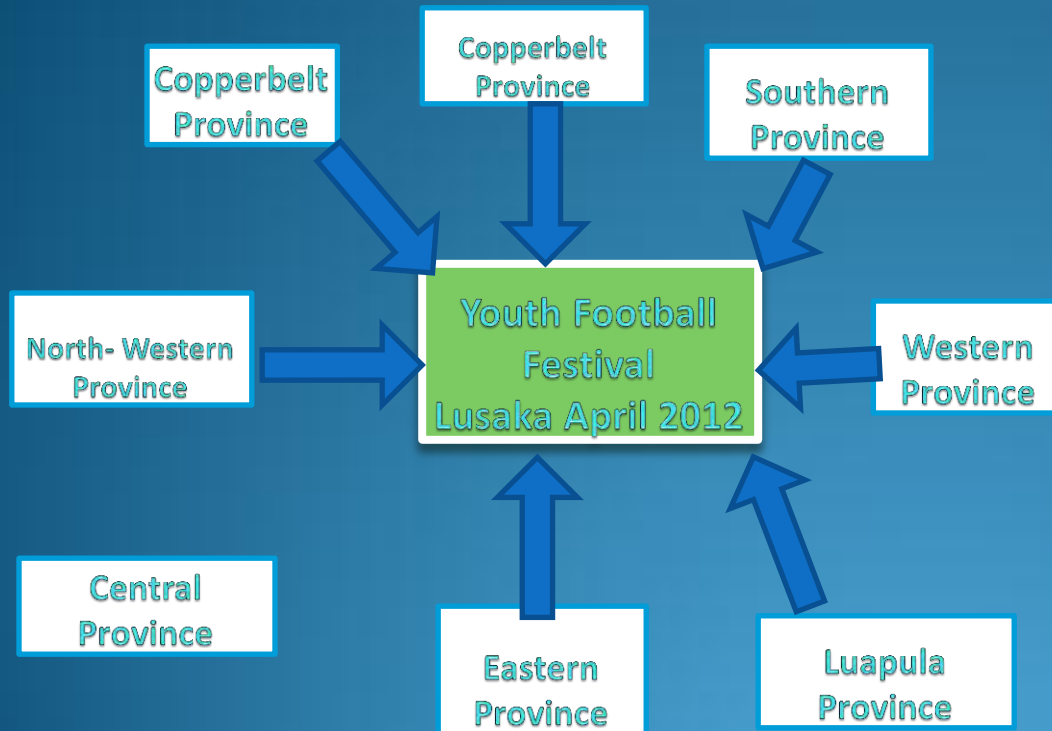 Copperbelt
Province
Copperbelt
Province
Southern
Province
Youth Football
Festival
Lusaka April 2012
North- Western
Province
Western
Province
Central
Province
Eastern
Province
Luapula
Province